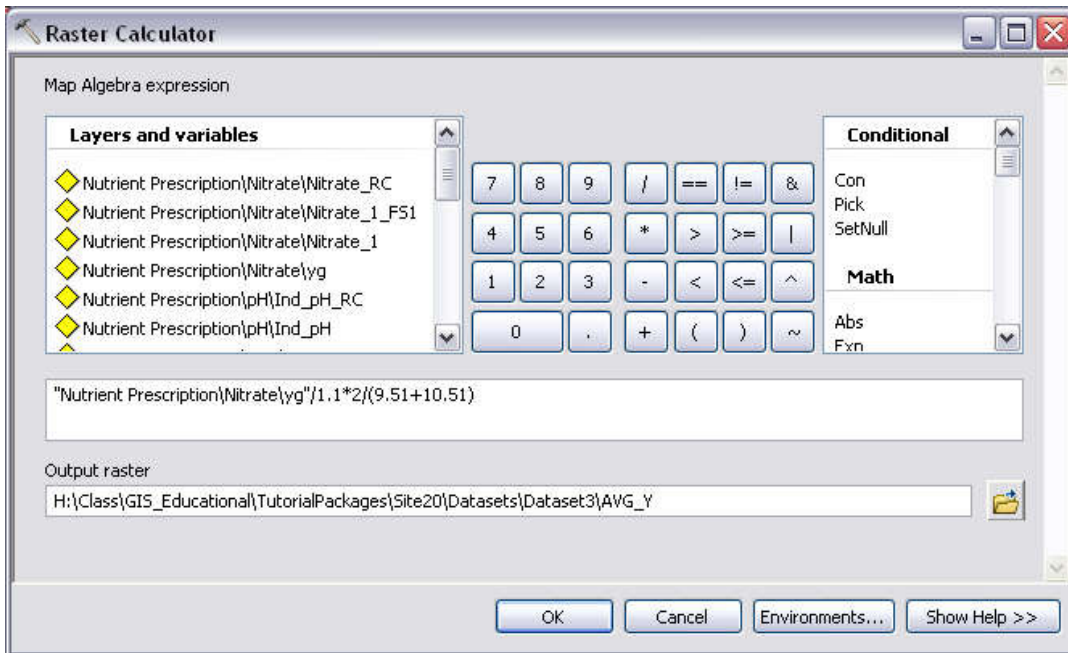 Raster Calculator
Map Algebra expression
Layers and variables
Nutrient Prescription\Nitrate\Nitrate_RC
Nutrient Prescription\Nitrate\Nitrate_1_FS1
Nutrient Prescription\Nitrate\Nitrate_1
Nutrient Prescription\Nitrate\yg
Nutrient Prescription\pH\Ind_pH_RC
Nutrient Prescription\pH\Ind_pH
7 8 9 / == != &
4 5 6 * > >= |
1 2 3 - < <= ^
0 . + ( ) ~
Conditional
Con
Pick
SetNull
Math
Abs
Exp
"Nutrient Prescription\Nitrate\yg"/1.1*2/(9.51+10.51)
Output raster
H:\Class\GIS_Educational\TutorialPackages\Site20\Datasets\Dataset3\AVG_Y
OK Cancel Environments... Show Help >>